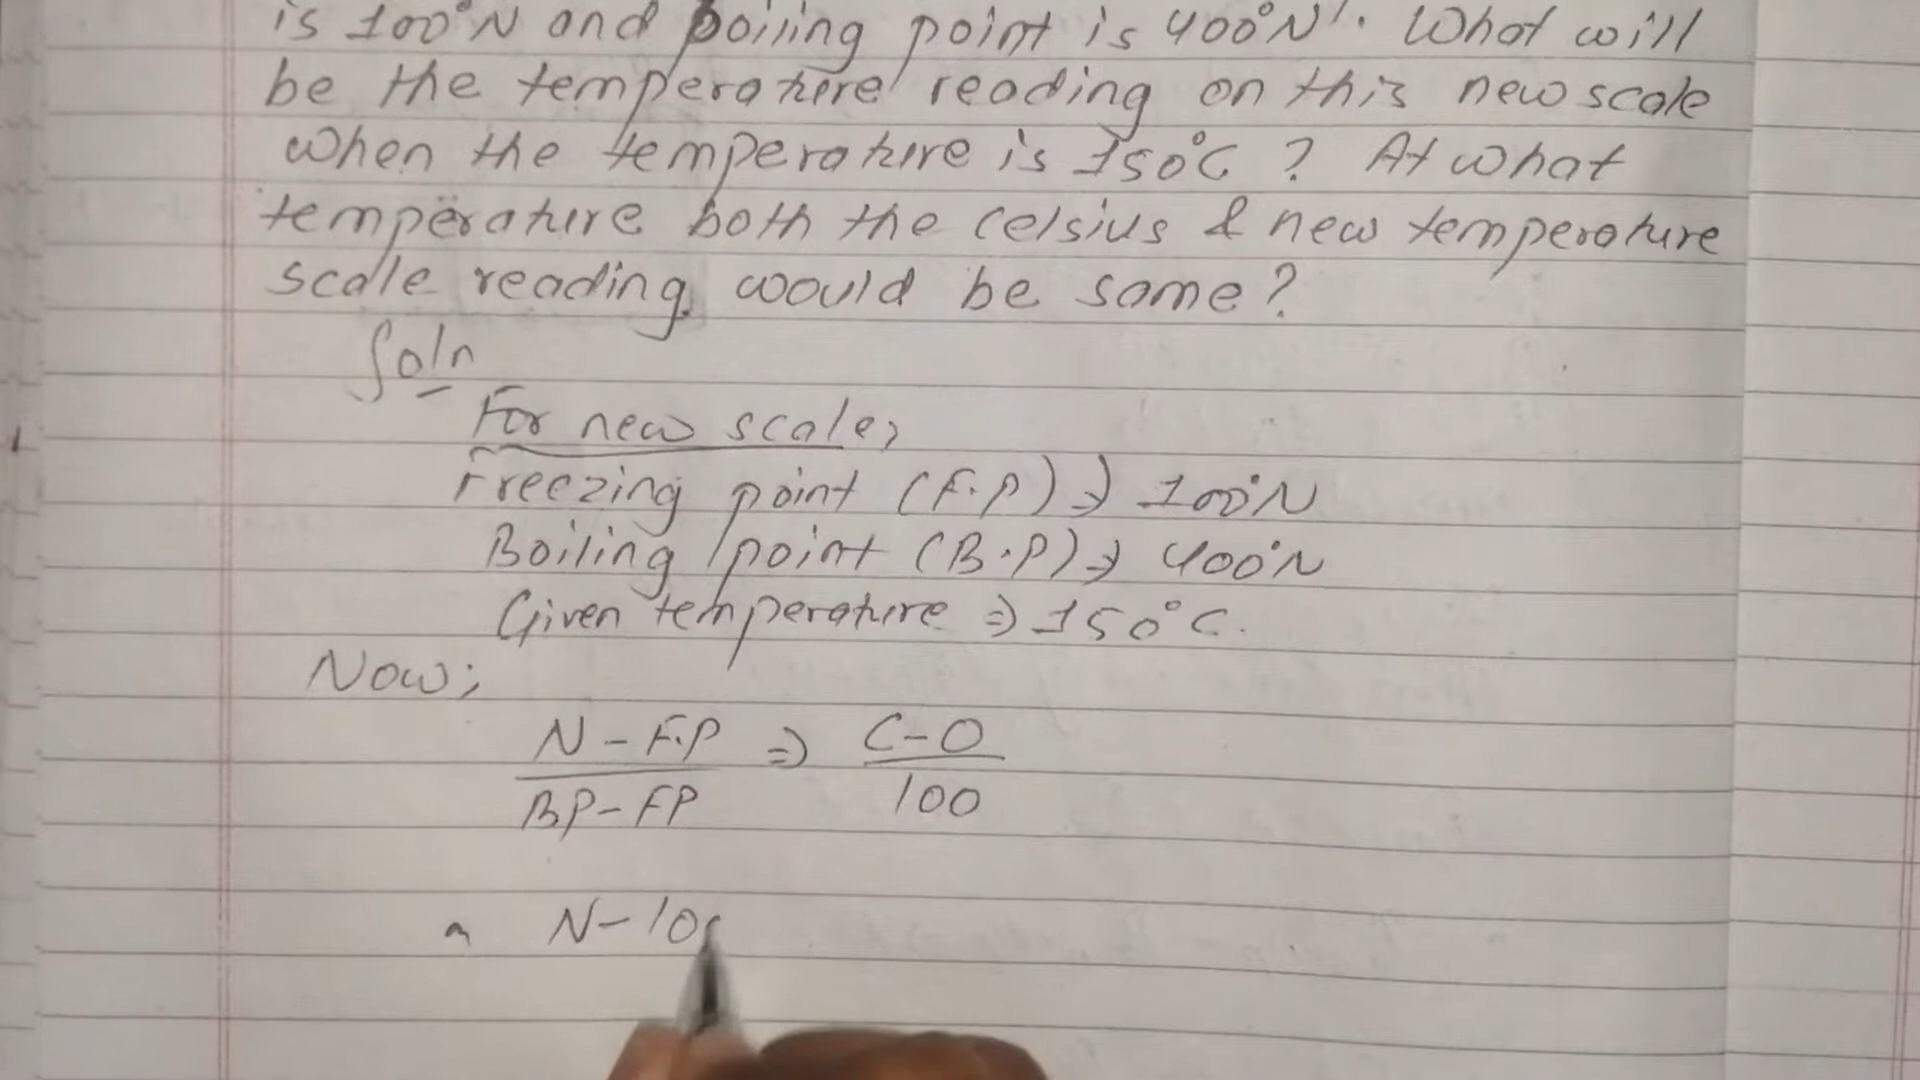 is 100°N and boiling point is 400°N'. What will
be the temperature reading on this new scale
when the temperature is 150°C ? At what
temperature both the celsius & new temperature
scale reading would be same?
Soln
For new scale,
Freezing point (F.P) ⇒ 100°N
Boiling point (B.P) ⇒ 400°N
Given temperature ⇒ 150°C.
Now;
N - F.P ⇒ C - 0
BP - FP 100
N - 100